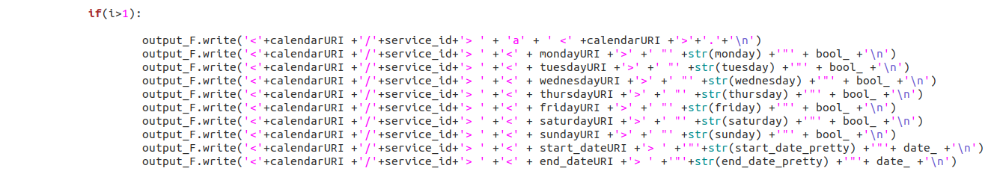 if(i>1):
output_F.write('<'+calendarURI +'/'+service_id+'> ' + 'a' + ' <' +calendarURI +'>'+'.'+'\n')
output_F.write('<'+calendarURI +'/'+service_id+'> ' +'<' + mondayURI +'>' +' "' +str(monday) +'"' + bool_ +'\n')
output_F.write('<'+calendarURI +'/'+service_id+'> ' +'<' + tuesdayURI +'>' +' "' +str(tuesday) +'"' + bool_ +'\n')
output_F.write('<'+calendarURI +'/'+service_id+'> ' +'<' + wednesdayURI +'>' +' "' +str(wednesday) +'"' + bool_ +'\n')
output_F.write('<'+calendarURI +'/'+service_id+'> ' +'<' + thursdayURI +'>' +' "' +str(thursday) +'"' + bool_ +'\n')
output_F.write('<'+calendarURI +'/'+service_id+'> ' +'<' + fridayURI +'>' +' "' +str(friday) +'"' + bool_ +'\n')
output_F.write('<'+calendarURI +'/'+service_id+'> ' +'<' + saturdayURI +'>' +' "' +str(saturday) +'"' + bool_ +'\n')
output_F.write('<'+calendarURI +'/'+service_id+'> ' +'<' + sundayURI +'>' +' "' +str(sunday) +'"' + bool_ +'\n')
output_F.write('<'+calendarURI +'/'+service_id+'> ' +'<' + start_dateURI +'> ' +'"'+str(start_date_pretty) +'"'+ date_ +'\n')
output_F.write('<'+calendarURI +'/'+service_id+'> ' +'<' + end_dateURI +'> ' +'"'+str(end_date_pretty) +'"'+ date_ +'\n')